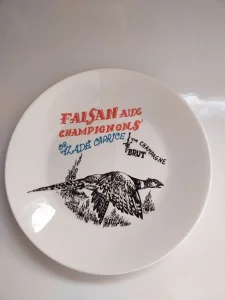 FAISAN AUX
CHAMPIGNONS
SALADE CAPRICE
CHAMPAGNE
BRUT